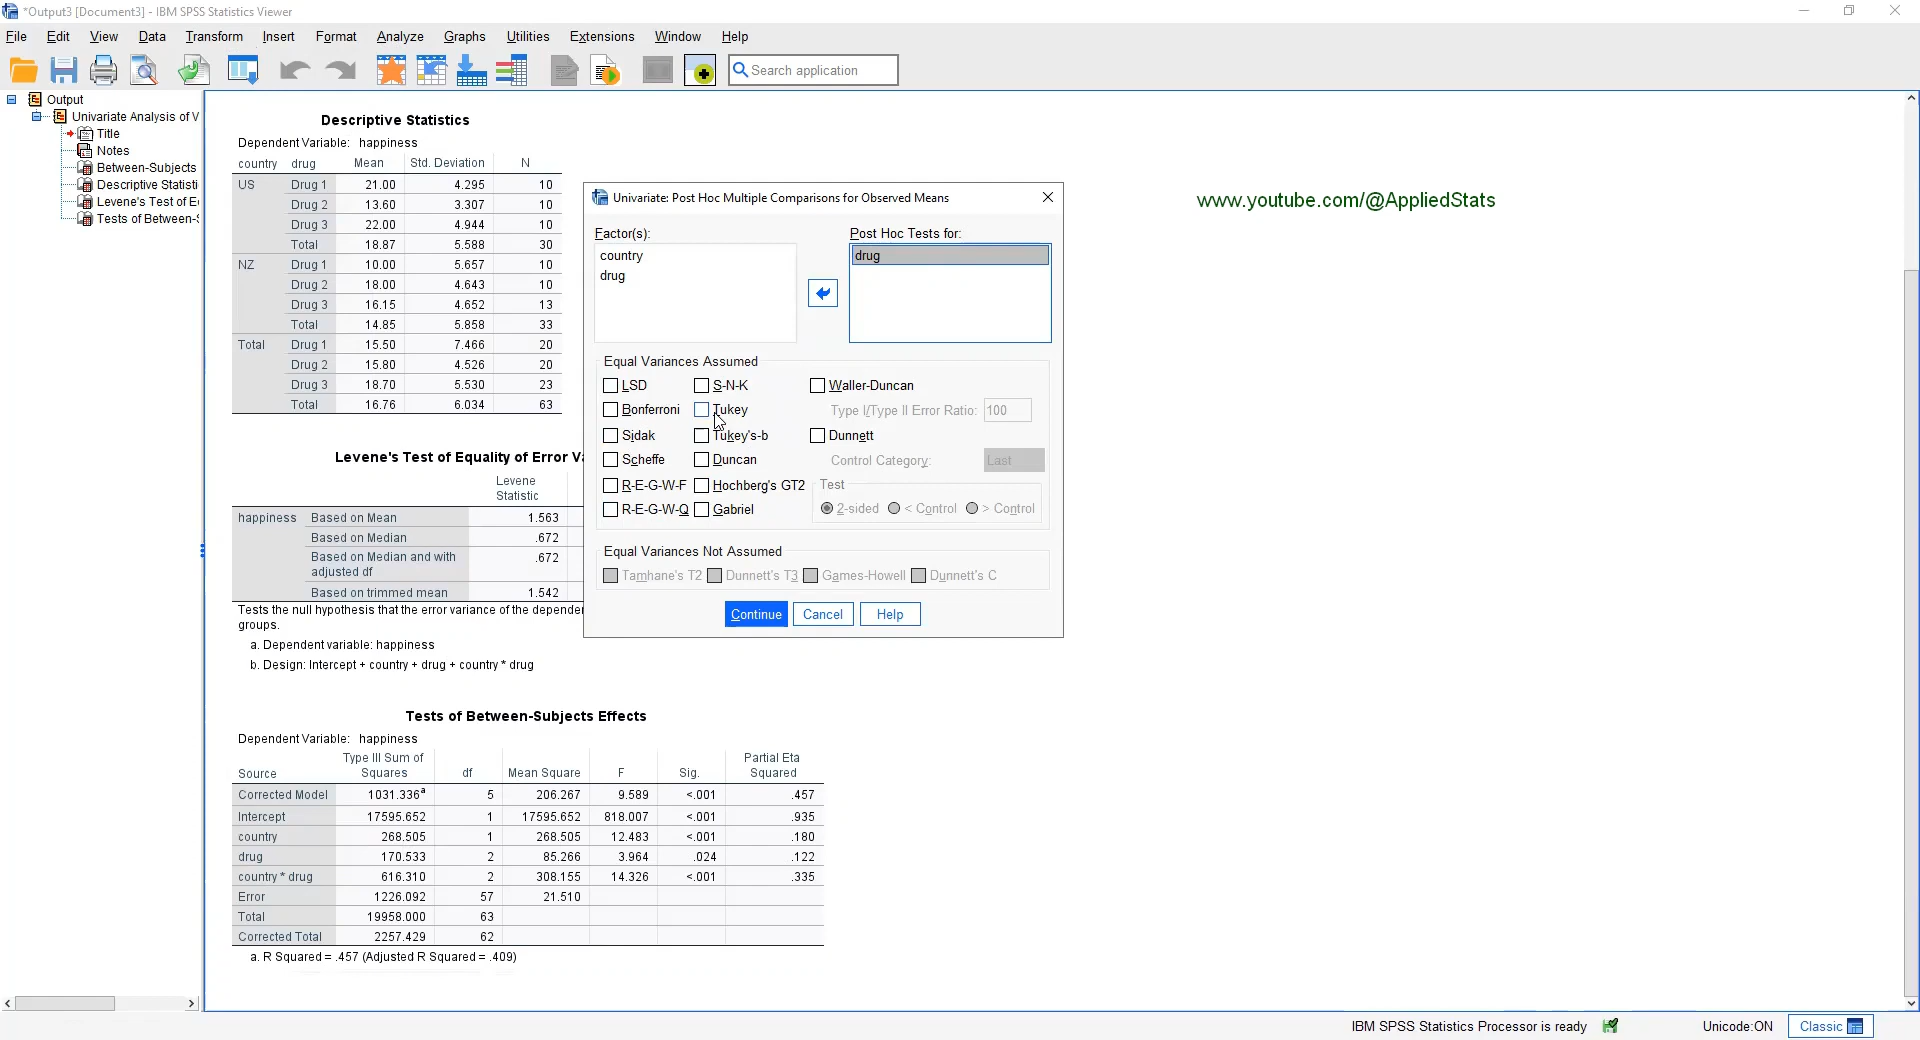 *Output3 [Document3] - IBM SPSS Statistics Viewer
File Edit View Data Transform Insert Format Analyze Graphs Utilities Extensions Window Help
Search application
Output
Univariate Analysis of V
Title
Notes
Between-Subjects
Descriptive Statisti
Levene's Test of E
Tests of Between-S
Descriptive Statistics
Dependent Variable: happiness
country drug Mean Std. Deviation N
US Drug 1 21.00 4.295 10
Drug 2 13.60 3.307 10
Drug 3 22.00 4.944 10
Total 18.87 5.588 30
NZ Drug 1 10.00 5.657 10
Drug 2 18.00 4.643 10
Drug 3 16.15 4.652 13
Total 14.85 5.858 33
Total Drug 1 15.50 7.466 20
Drug 2 15.80 4.526 20
Drug 3 18.70 5.530 23
Total 16.76 6.034 63
Levene's Test of Equality of Error Va
Levene
Statistic
happiness Based on Mean 1.563
Based on Median .672
Based on Median and with
adjusted df .672
Based on trimmed mean 1.542
Tests the null hypothesis that the error variance of the depender
groups.
a. Dependent variable: happiness
b. Design: Intercept + country + drug + country * drug
Tests of Between-Subjects Effects
Dependent Variable: happiness
Source Type III Sum of
Squares df Mean Square F Sig. Partial Eta
Squared
Corrected Model 1031.336a 5 206.267 9.589 <.001 .457
Intercept 17595.652 1 17595.652 818.007 <.001 .935
country 268.505 1 268.505 12.483 <.001 .180
drug 170.533 2 85.266 3.964 .024 .122
country * drug 616.310 2 308.155 14.326 <.001 .335
Error 1226.092 57 21.510
Total 19958.000 63
Corrected Total 2257.429 62
a. R Squared = .457 (Adjusted R Squared = .409)
Univariate: Post Hoc Multiple Comparisons for Observed Means
Factor(s):
country
drug
Post Hoc Tests for:
drug
Equal Variances Assumed
LSD S-N-K Waller-Duncan
Bonferroni Tukey Type I/Type II Error Ratio: 100
Sidak Tukey's-b Dunnett
Scheffe Duncan Control Category: Last
R-E-G-W-F Hochberg's GT2 Test
R-E-G-W-Q Gabriel 2-sided < Control > Control
Equal Variances Not Assumed
Tamhane's T2 Dunnett's T3 Games-Howell Dunnett's C
Continue Cancel Help
www.youtube.com/@AppliedStats
IBM SPSS Statistics Processor is ready Unicode:ON Classic